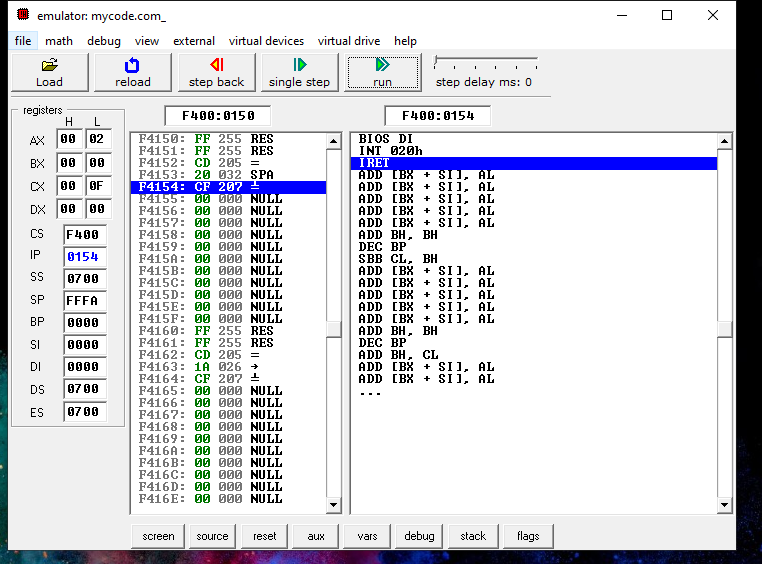 emulator: mycode.com_
file math debug view external virtual devices virtual drive help
Load reload step back single step run step delay ms: 0
registers
H L
AX 00 02
BX 00 00
CX 00 0F
DX 00 00
CS F400
IP 0154
SS 0700
SP FFFA
BP 0000
SI 0000
DI 0000
DS 0700
ES 0700
F400:0150
F4150: FF 255 RES
F4151: FF 255 RES
F4152: CD 205 =
F4153: 20 032 SPA
F4154: CF 207 ╧
F4155: 00 000 NULL
F4156: 00 000 NULL
F4157: 00 000 NULL
F4158: 00 000 NULL
F4159: 00 000 NULL
F415A: 00 000 NULL
F415B: 00 000 NULL
F415C: 00 000 NULL
F415D: 00 000 NULL
F415E: 00 000 NULL
F415F: 00 000 NULL
F4160: FF 255 RES
F4161: FF 255 RES
F4162: CD 205 =
F4163: 1A 026 →
F4164: CF 207 ╧
F4165: 00 000 NULL
F4166: 00 000 NULL
F4167: 00 000 NULL
F4168: 00 000 NULL
F4169: 00 000 NULL
F416A: 00 000 NULL
F416B: 00 000 NULL
F416C: 00 000 NULL
F416D: 00 000 NULL
F416E: 00 000 NULL
F400:0154
BIOS DI
INT 020h
IRET
ADD [BX + SI], AL
ADD [BX + SI], AL
ADD [BX + SI], AL
ADD [BX + SI], AL
ADD [BX + SI], AL
ADD BH, BH
DEC BP
SBB CL, BH
ADD [BX + SI], AL
ADD [BX + SI], AL
ADD [BX + SI], AL
ADD [BX + SI], AL
ADD [BX + SI], AL
ADD BH, BH
DEC BP
ADD BH, CL
ADD [BX + SI], AL
ADD [BX + SI], AL
...
screen source reset aux vars debug stack flags